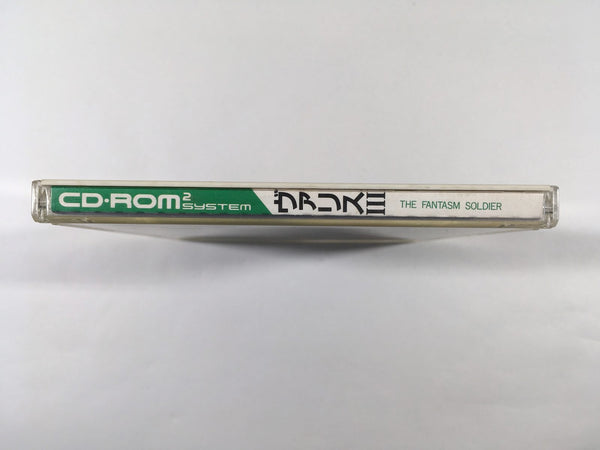 CD·ROM² SYSTEM ヴァリスIII THE FANTASM SOLDIER